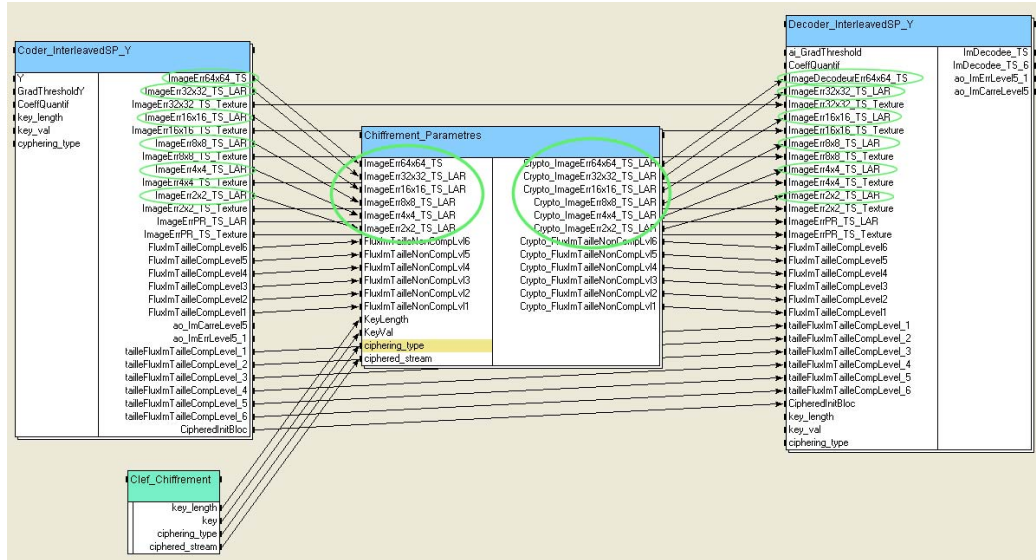 Coder_InterleavedSP_Y
Y
GradThresholdY
CoeffQuantif
key_length
key_val
cyphering_type
ImageErr64x64_TS
ImageErr32x32_TS_LAR
ImageErr32x32_TS_Texture
ImageErr16x16_TS_LAR
ImageErr16x16_TS_Texture
ImageErr8x8_TS_LAR
ImageErr8x8_TS_Texture
ImageErr4x4_TS_LAR
ImageErr4x4_TS_Texture
ImageErr2x2_TS_LAR
ImageErr2x2_TS_Texture
ImageErrPR_TS_LAR
ImageErrPR_TS_Texture
FluxImTailleCompLevel6
FluxImTailleCompLevel5
FluxImTailleCompLevel4
FluxImTailleCompLevel3
FluxImTailleCompLevel2
FluxImTailleCompLevel1
ao_ImCarreLevel5
ao_ImErrLevel5_1
tailleFluxImTailleCompLevel_1
tailleFluxImTailleCompLevel_2
tailleFluxImTailleCompLevel_3
tailleFluxImTailleCompLevel_4
tailleFluxImTailleCompLevel_5
tailleFluxImTailleCompLevel_6
CipheredInitBloc
Clef_Chiffrement
key_length
key
ciphering_type
ciphered_stream
Chiffrement_Parametres
ImageErr64x64_TS
ImageErr32x32_TS_LAR
ImageErr16x16_TS_LAR
ImageErr8x8_TS_LAR
ImageErr4x4_TS_LAR
ImageErr2x2_TS_LAR
FluxImTailleNonCompLvl6
FluxImTailleNonCompLvl5
FluxImTailleNonCompLvl4
FluxImTailleNonCompLvl3
FluxImTailleNonCompLvl2
FluxImTailleNonCompLvl1
KeyLength
KeyVal
ciphering_type
ciphered_stream
Crypto_ImageErr64x64_TS_LAR
Crypto_ImageErr32x32_TS_LAR
Crypto_ImageErr16x16_TS_LAR
Crypto_ImageErr8x8_TS_LAR
Crypto_ImageErr4x4_TS_LAR
Crypto_ImageErr2x2_TS_LAR
Crypto_FluxImTailleNonCompLvl6
Crypto_FluxImTailleNonCompLvl5
Crypto_FluxImTailleNonCompLvl4
Crypto_FluxImTailleNonCompLvl3
Crypto_FluxImTailleNonCompLvl2
Crypto_FluxImTailleNonCompLvl1
Decoder_InterleavedSP_Y
ai_GradThreshold
CoeffQuantif
ImageDecodeurErr64x64_TS
ImageErr32x32_TS_LAR
ImageErr32x32_TS_Texture
ImageErr16x16_TS_LAR
ImageErr16x16_TS_Texture
ImageErr8x8_TS_LAR
ImageErr8x8_TS_Texture
ImageErr4x4_TS_LAR
ImageErr4x4_TS_Texture
ImageErr2x2_TS_LAR
ImageErr2x2_TS_Texture
ImageErrPR_TS_LAR
ImageErrPR_TS_Texture
FluxImTailleCompLevel6
FluxImTailleCompLevel5
FluxImTailleCompLevel4
FluxImTailleCompLevel3
FluxImTailleCompLevel2
FluxImTailleCompLevel1
tailleFluxImTailleCompLevel_1
tailleFluxImTailleCompLevel_2
tailleFluxImTailleCompLevel_3
tailleFluxImTailleCompLevel_4
tailleFluxImTailleCompLevel_5
tailleFluxImTailleCompLevel_6
CipheredInitBloc
key_length
key_val
ciphering_type
ImDecodee_TS
ImDecodee_TS_6
ao_ImErrLevel5_1
ao_ImCarreLevel5